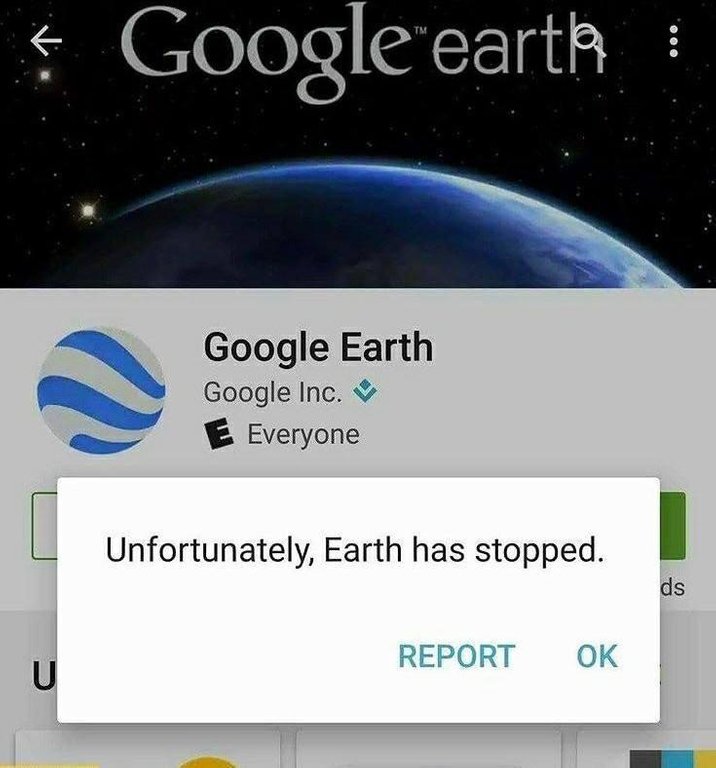 Google™ earth
Google Earth
Google Inc.
E Everyone
Unfortunately, Earth has stopped.
ds
REPORT OK
U